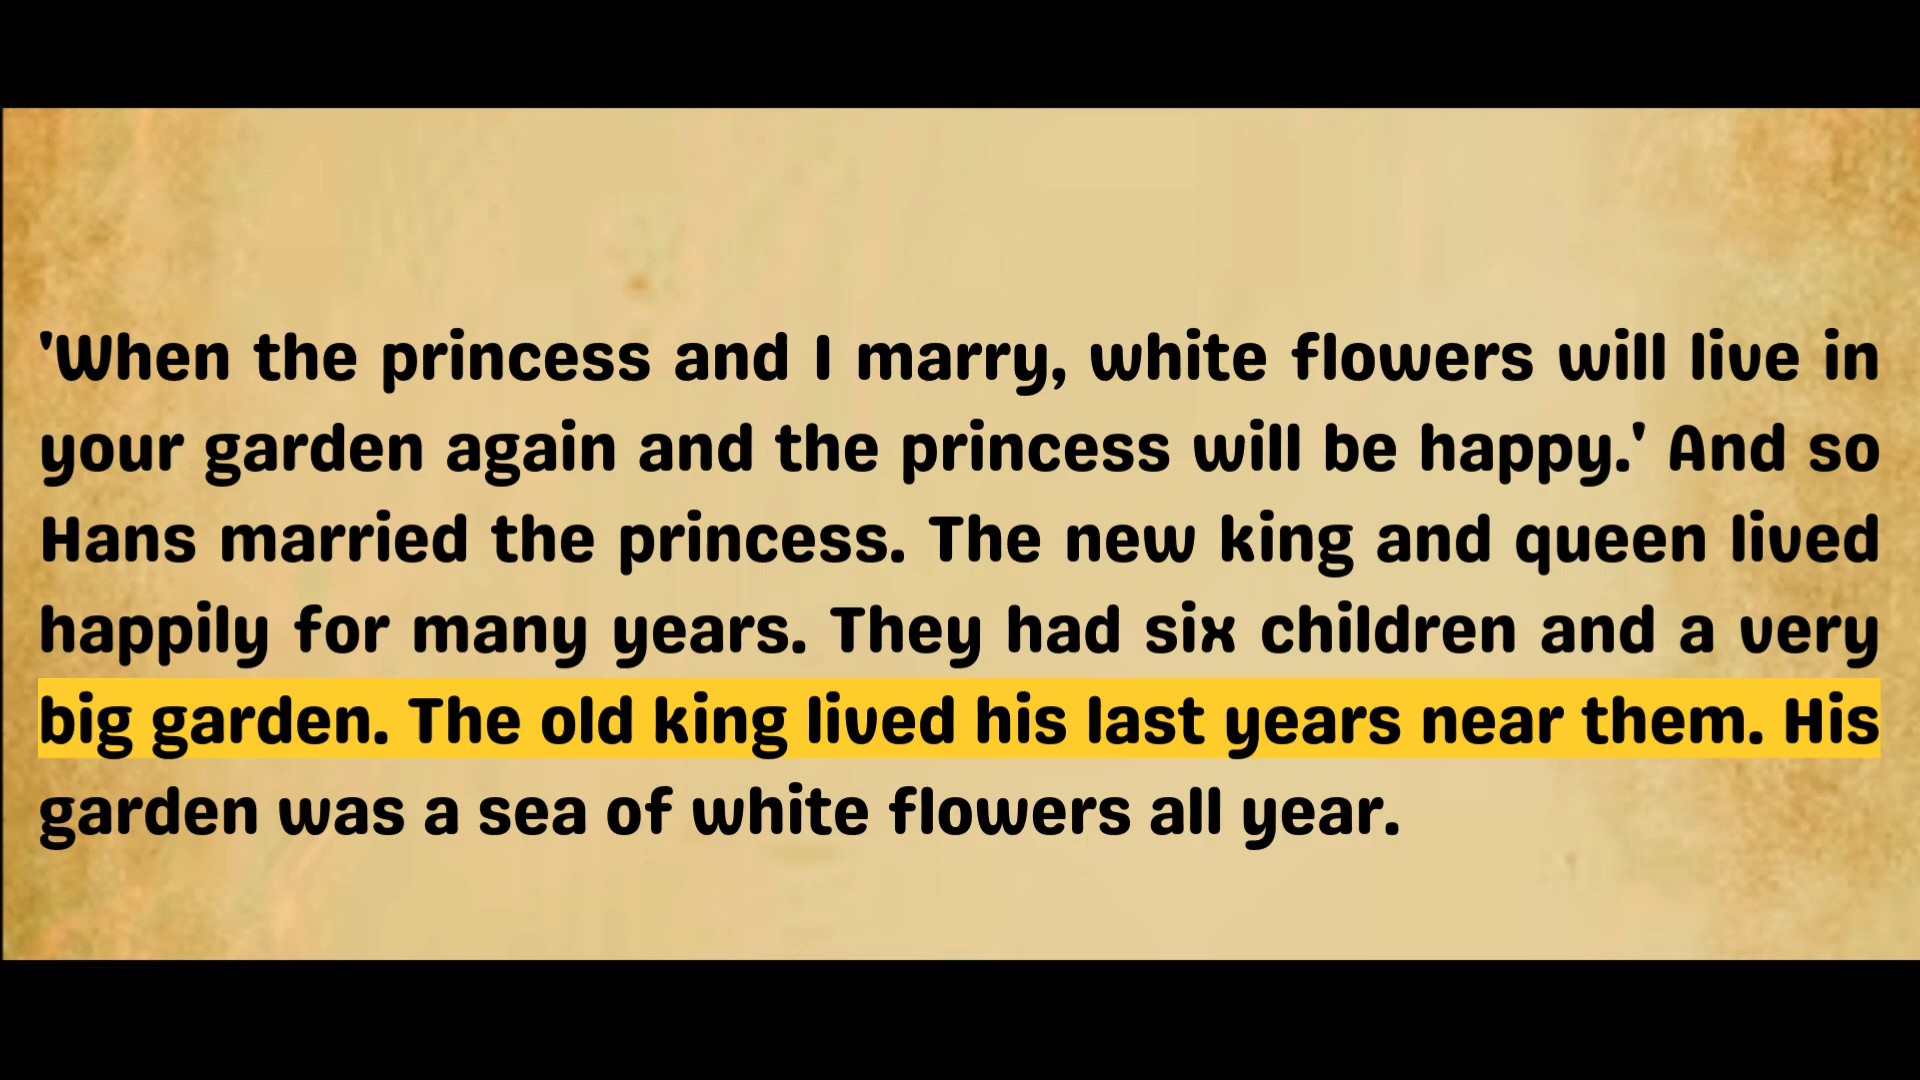 'When the princess and I marry, white flowers will live in
your garden again and the princess will be happy.' And so
Hans married the princess. The new king and queen lived
happily for many years. They had six children and a very
big garden. The old king lived his last years near them. His
garden was a sea of white flowers all year.